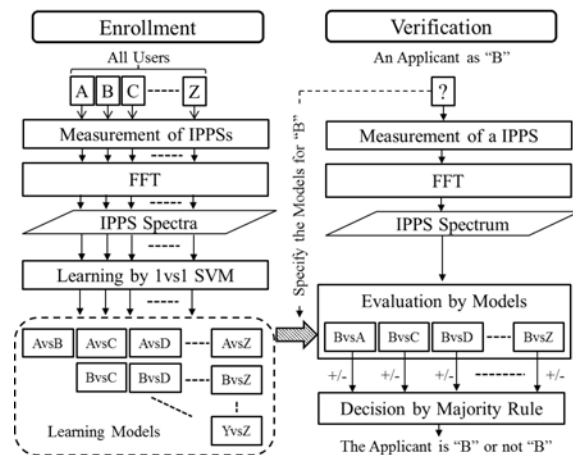 Enrollment
All Users
A B C Z
Measurement of IPPSs
FFT
IPPS Spectra
Learning by 1vs1 SVM
AvsB AvsC AvsD AvsZ
BvsC BvsD BvsZ
YvsZ
Learning Models
Specify the Models for “B”
Verification
An Applicant as “B”
?
Measurement of a IPPS
FFT
IPPS Spectrum
Evaluation by Models
BvsA BvsC BvsD BvsZ
+/- +/- +/- +/-
Decision by Majority Rule
The Applicant is “B” or not “B”